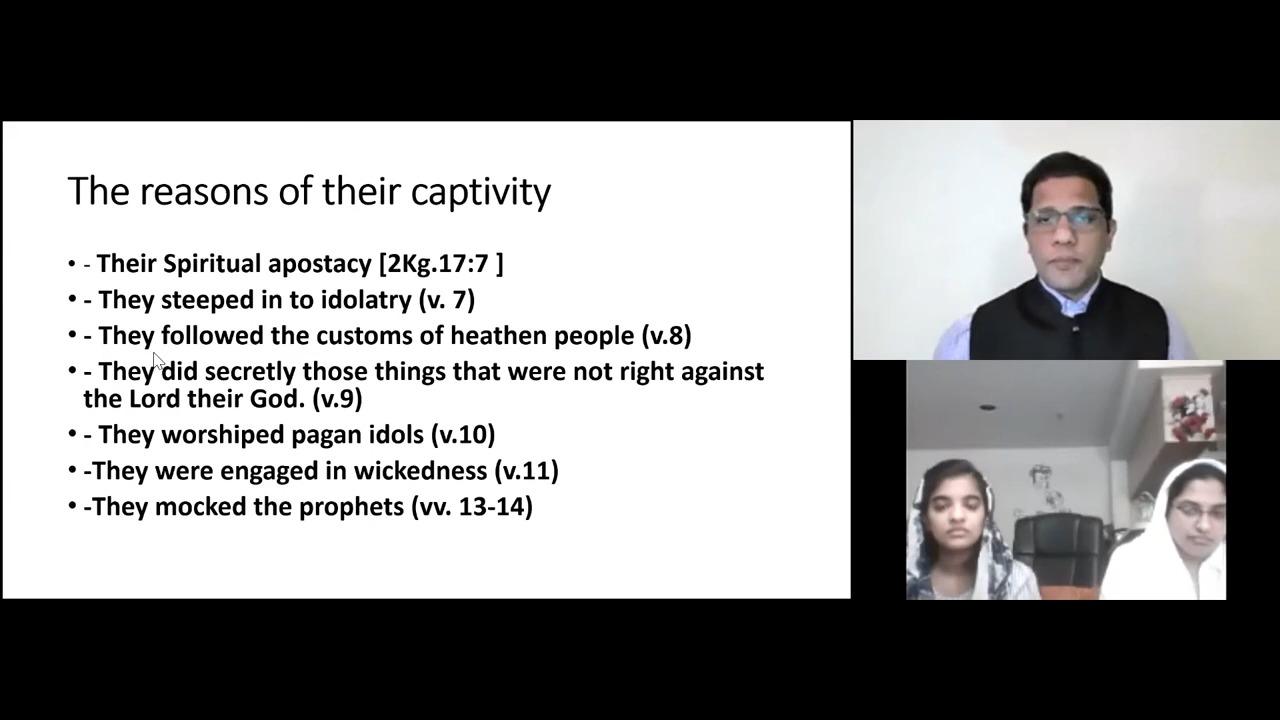 The reasons of their captivity
• - Their Spiritual apostacy [2Kg.17:7 ]
• - They steeped in to idolatry (v. 7)
• - They followed the customs of heathen people (v.8)
• - They did secretly those things that were not right against
the Lord their God. (v.9)
• - They worshiped pagan idols (v.10)
• -They were engaged in wickedness (v.11)
• -They mocked the prophets (vv. 13-14)